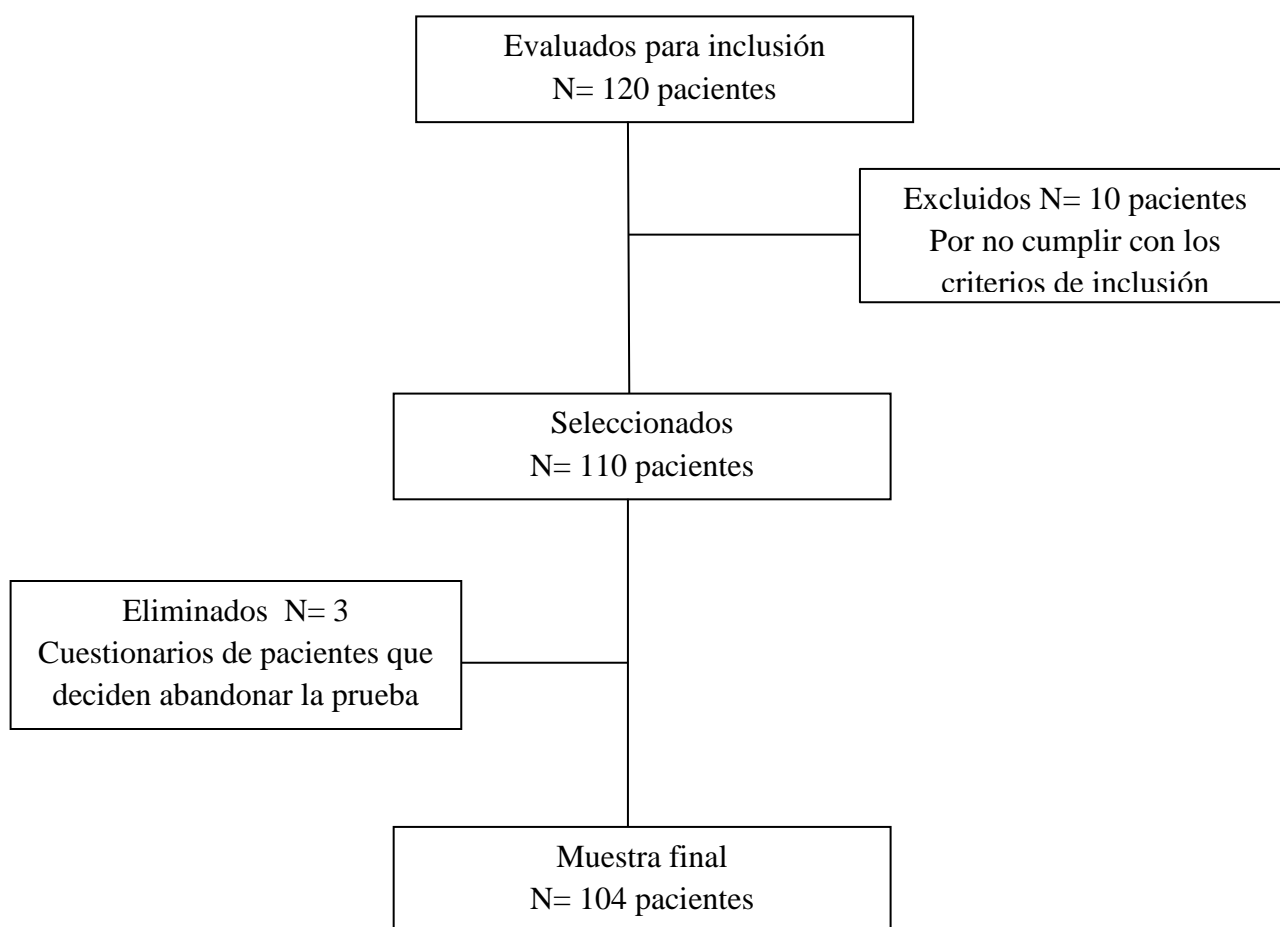 Evaluados para inclusión
N= 120 pacientes
Excluidos N= 10 pacientes
Por no cumplir con los
criterios de inclusión
Seleccionados
N= 110 pacientes
Eliminados  N= 3
Cuestionarios de pacientes que
deciden abandonar la prueba
Muestra final
N= 104 pacientes